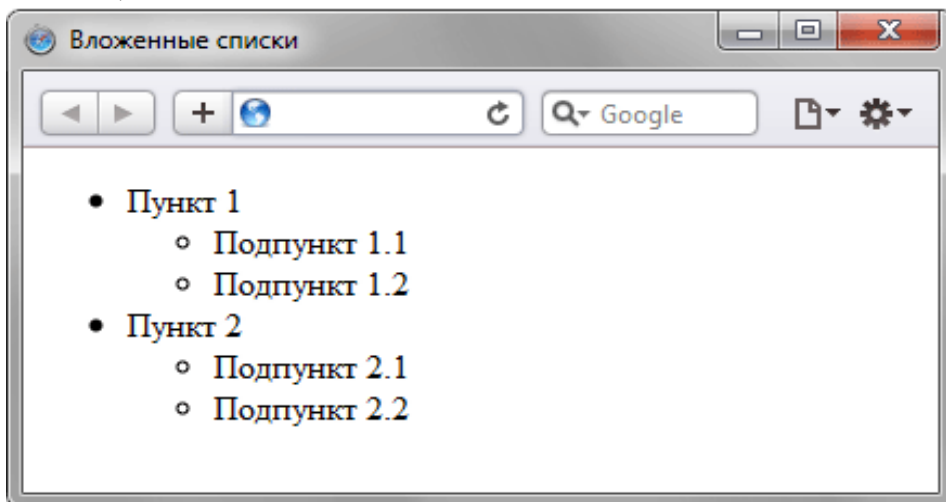 Вложенные списки
Google
Пункт 1
Подпункт 1.1
Подпункт 1.2
Пункт 2
Подпункт 2.1
Подпункт 2.2